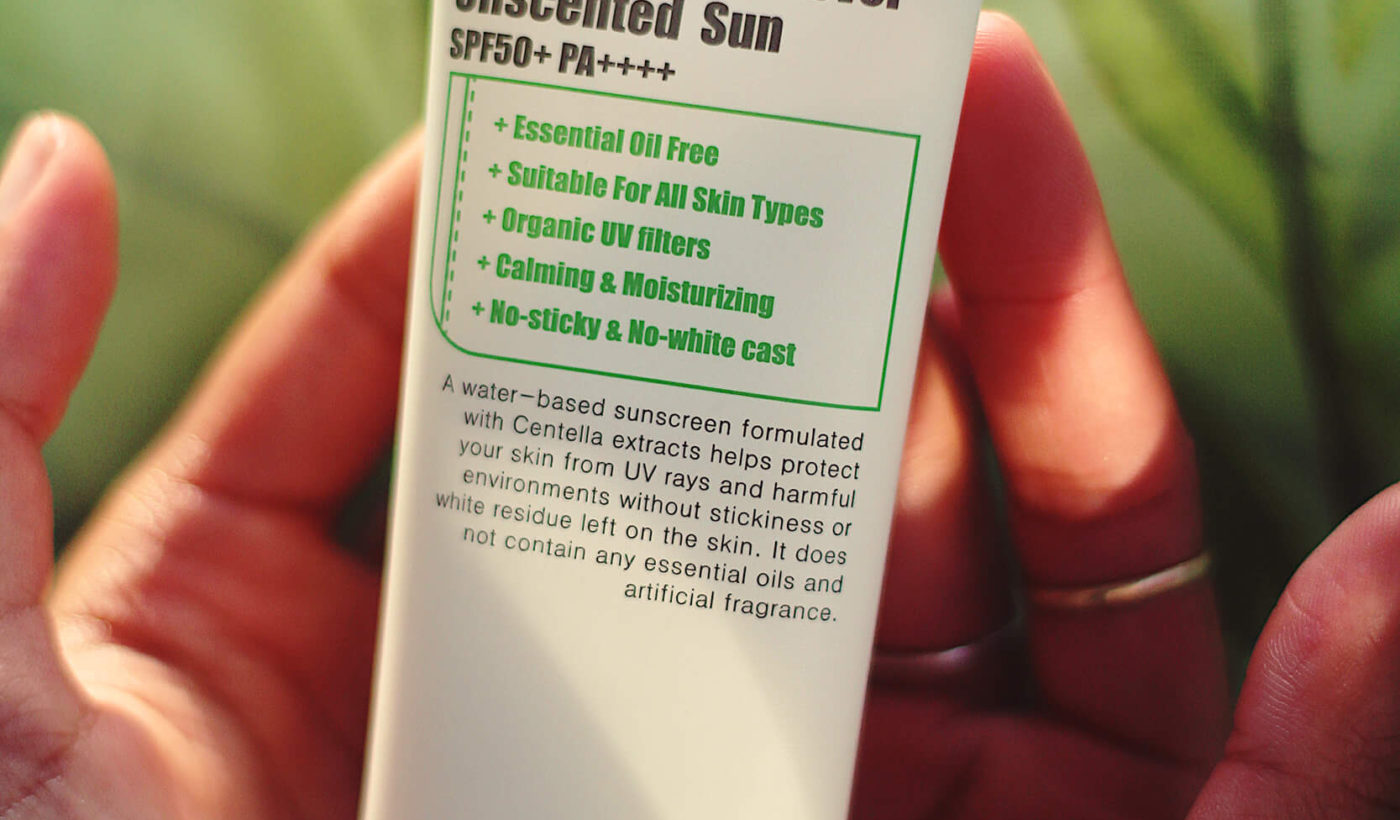 Unscented Sun
SPF50+ PA++++
+ Essential Oil Free
+ Suitable For All Skin Types
+ Organic UV filters
+ Calming & Moisturizing
+ No-sticky & No-white cast
A water-based sunscreen formulated
with Centella extracts helps protect
your skin from UV rays and harmful
environments without stickiness or
white residue left on the skin. It does
not contain any essential oils and
artificial fragrance.